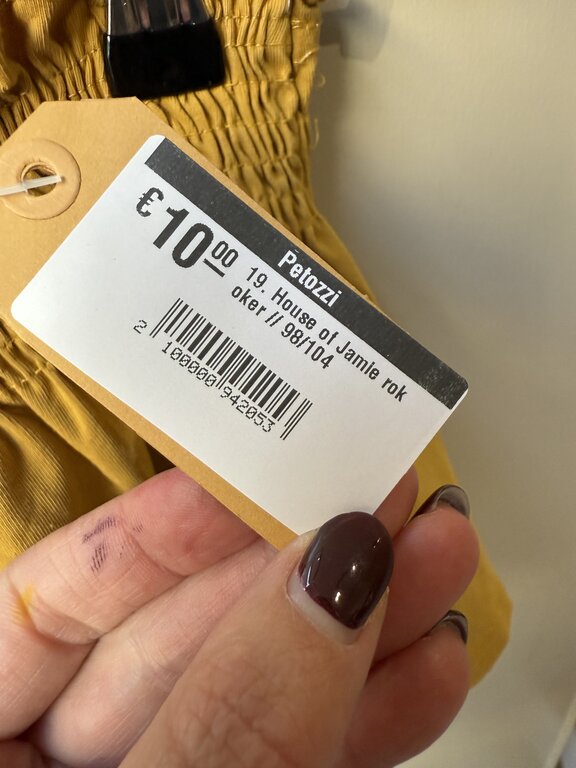 Petozzi
€ 10 00
19. House of Jamie rok
oker // 98/104
2 100000 942053